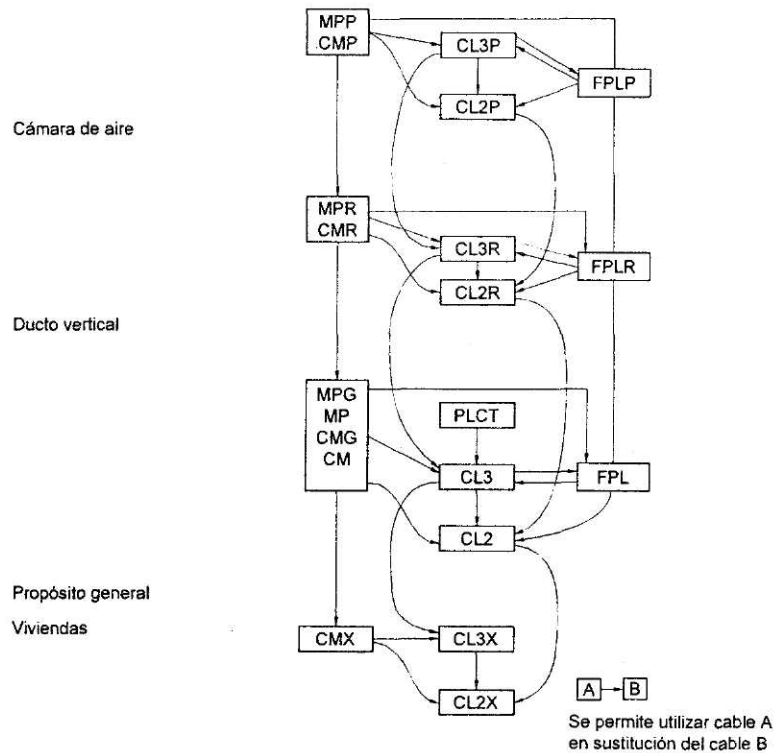 MPP
CMP
CL3P
FPLP
CL2P
Cámara de aire
MPR
CMR
CL3R
FPLR
CL2R
Ducto vertical
MPG
MP
CMG
CM
PLCT
CL3
FPL
CL2
Propósito general
Viviendas
CMX
CL3X
CL2X
A
B
Se permite utilizar cable A
en sustitución del cable B